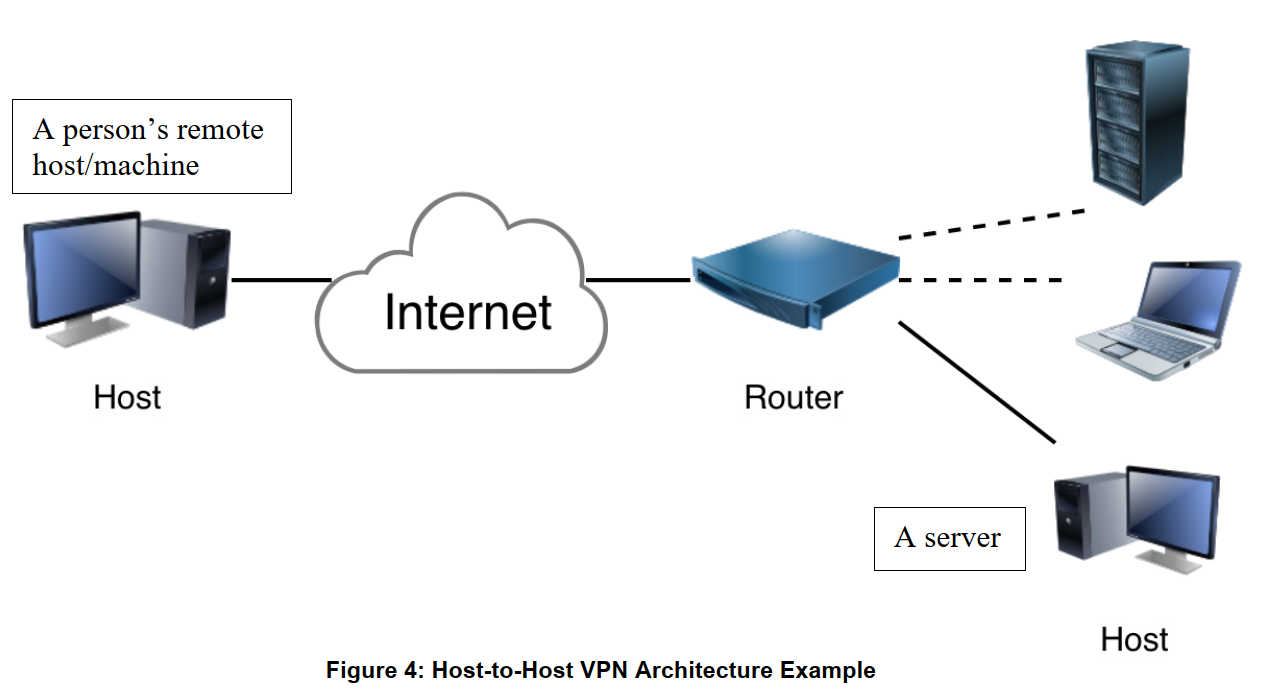 A person’s remote
host/machine
Internet
Host
Router
A server
Host
Figure 4: Host-to-Host VPN Architecture Example